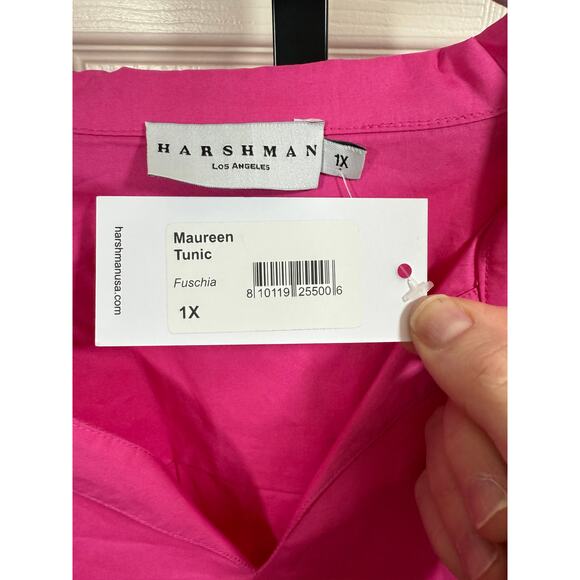 HARSHMAN
LOS ANGELES
1X
harshmanusa.com
Maureen
Tunic
Fuschia
1X
8 10119 25500 6